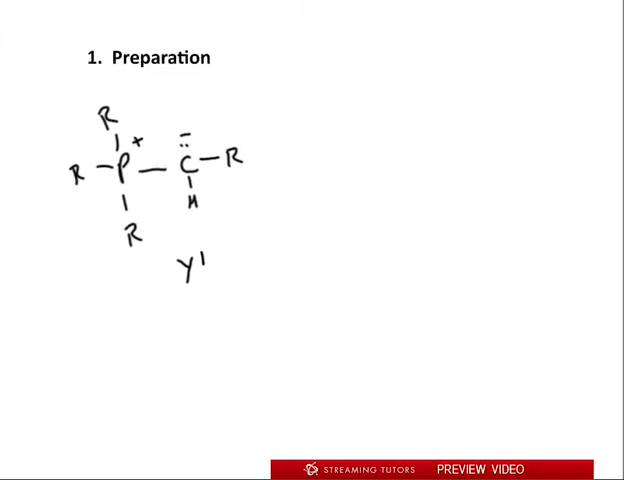 1. Preparation
R
+ ··
R – P – C – R
H
R
Y'
STREAMING TUTORS PREVIEW VIDEO